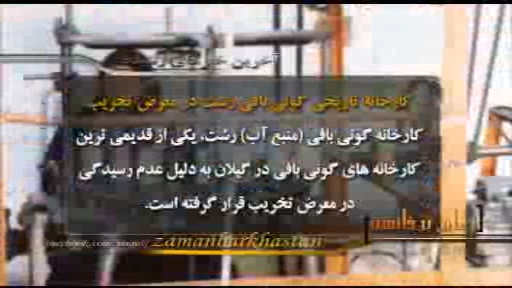 آخرین
کارخانه تاریخی گونی بافی رشت در معرض تخریب
کارخانه گونی بافی (منبع آب) رشت، یکی از قدیمی ترین
کارخانه های گونی بافی در گیلان به دلیل عدم رسیدگی
در معرض تخریب قرار گرفته است.
zamanbarkhastan